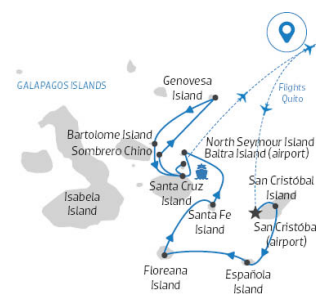 Genovesa
Island
GALAPAGOS ISLANDS
Flights
Quito
Bartolome Island
Sombrero Chino
North Seymour Island
Baltra Island (airport)
Santa Cruz
Island
San Cristóbal
Island
Isabela
Island
Santa Fe
Island
San Cristóba
(airport)
Floreana
Island
Española
Island